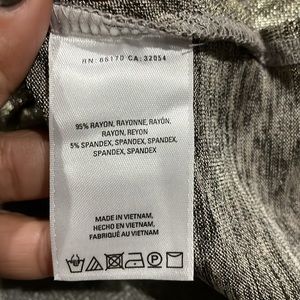 RN: 66170 CA: 32054
95% RAYON, RAYONNE, RAYÓN,
RAYON, REYON
5% SPANDEX, SPANDEX, SPANDEX,
SPANDEX, SPANDEX
MADE IN VIETNAM,
HECHO EN VIETNAM,
FABRIQUÉ AU VIETNAM
P